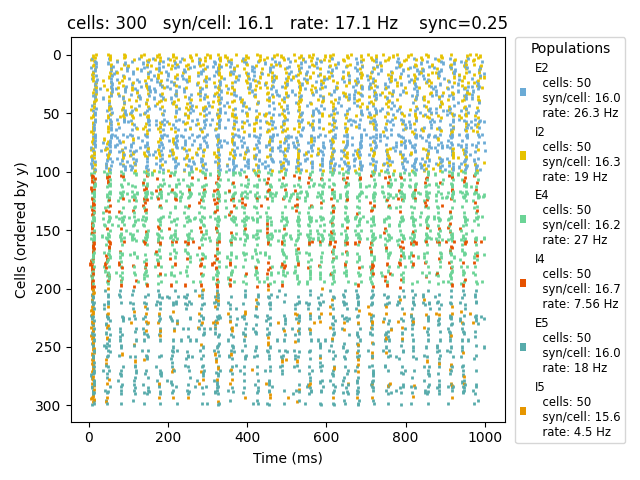 cells: 300   syn/cell: 16.1   rate: 17.1 Hz    sync=0.25
Cells (ordered by y)
0
50
100
150
200
250
300
0
200
400
600
800
1000
Time (ms)
Populations
E2
cells: 50
syn/cell: 16.0
rate: 26.3 Hz
I2
cells: 50
syn/cell: 16.3
rate: 19 Hz
E4
cells: 50
syn/cell: 16.2
rate: 27 Hz
I4
cells: 50
syn/cell: 16.7
rate: 7.56 Hz
E5
cells: 50
syn/cell: 16.0
rate: 18 Hz
I5
cells: 50
syn/cell: 15.6
rate: 4.5 Hz